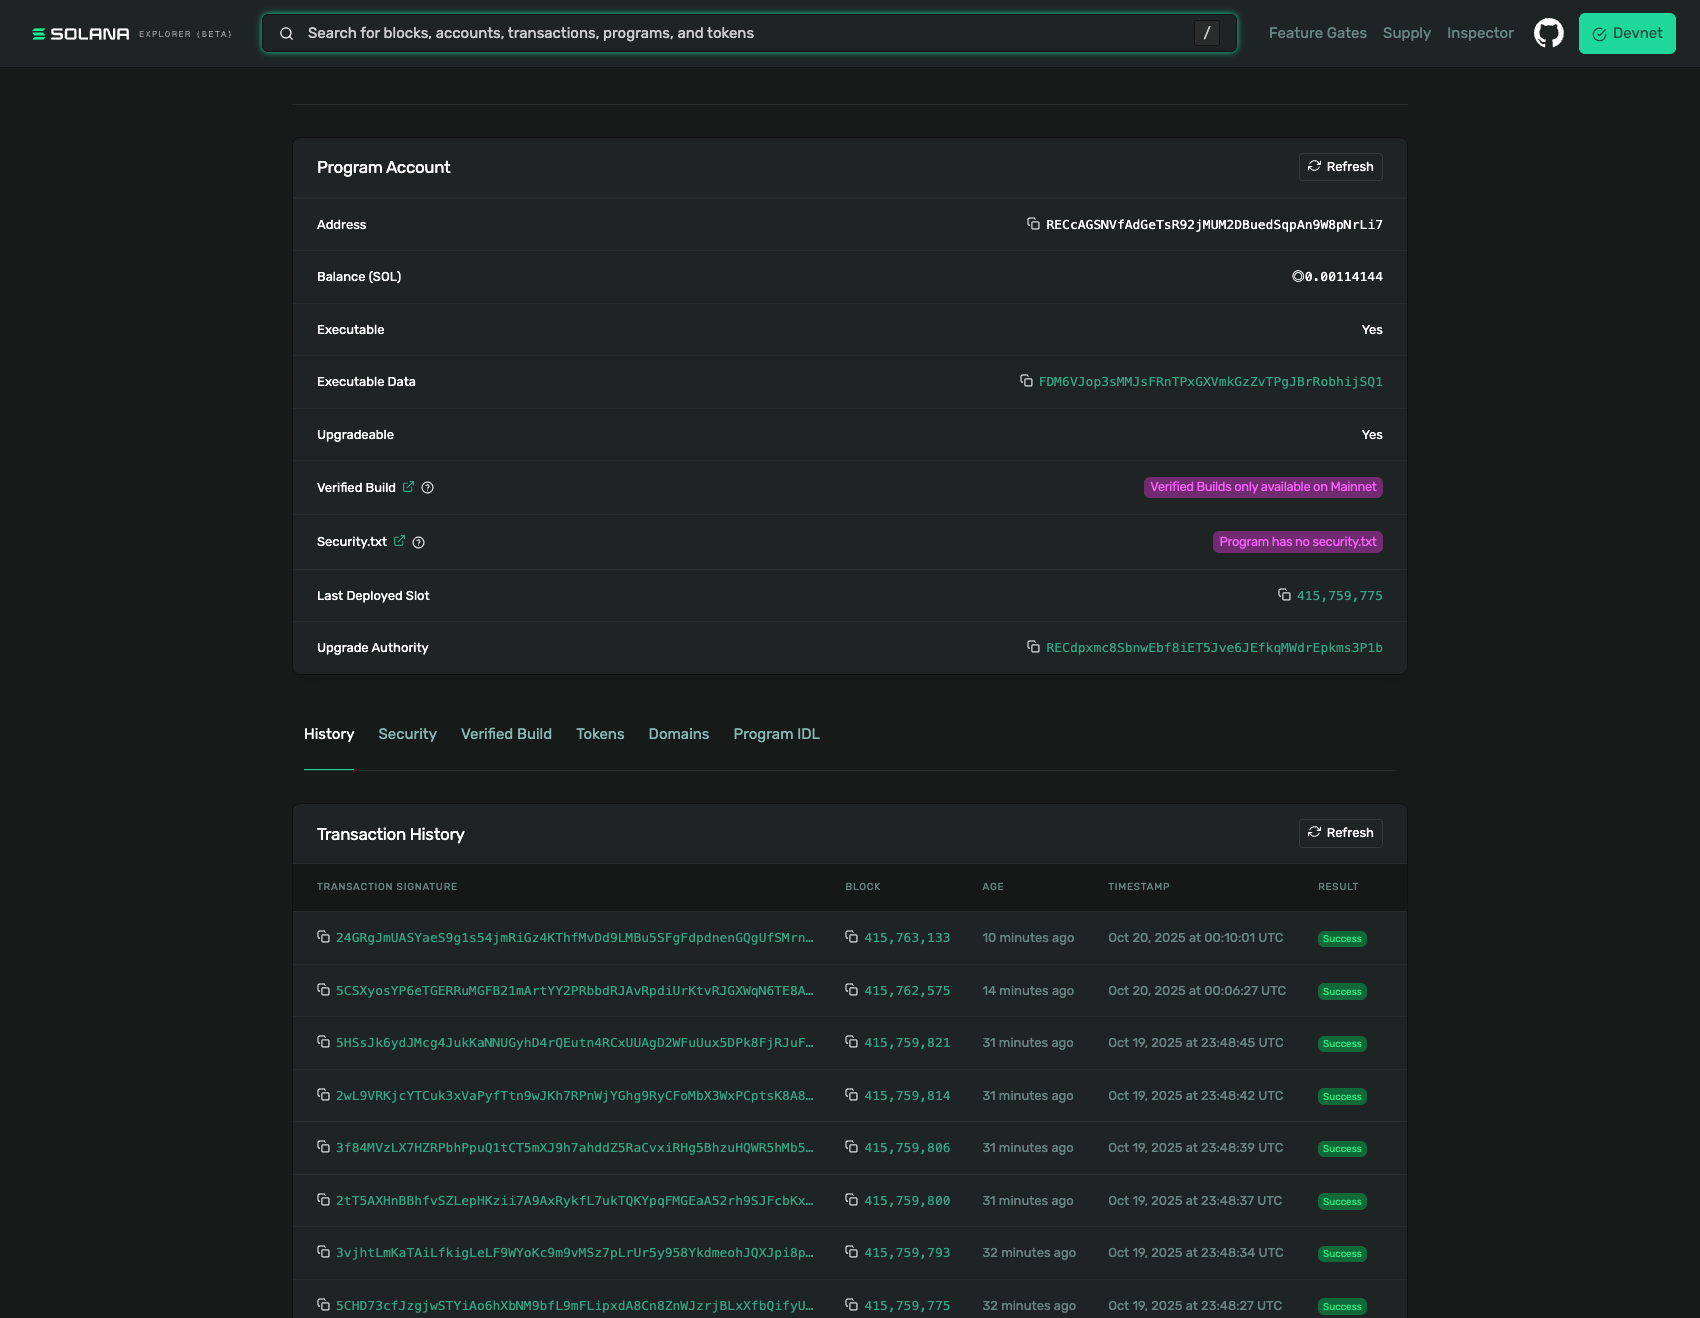 SOLANA EXPLORER (BETA)
Search for blocks, accounts, transactions, programs, and tokens
/
Feature Gates Supply Inspector
Devnet
Program Account
Refresh
Address RECcAGSNVfAdGeTsR92jMUM2DBuedSqpAn9W8pNrLi7
Balance (SOL) ◎0.00114144
Executable Yes
Executable Data FDM6VJop3sMMJsFRnTPxGXVmkGzZvTPgJBrRobhijSQ1
Upgradeable Yes
Verified Build Verified Builds only available on Mainnet
Security.txt Program has no security.txt
Last Deployed Slot 415,759,775
Upgrade Authority RECdpxmc8SbnwEbf8iET5Jve6JEfkqMWdrEpkms3P1b
History Security Verified Build Tokens Domains Program IDL
Transaction History
Refresh
TRANSACTION SIGNATURE BLOCK AGE TIMESTAMP RESULT
24GRgJmUASYaeS9g1s54jmRiGz4KThfMvDd9LMBu5SFgFdpdnenGQgUfSMrn… 415,763,133 10 minutes ago Oct 20, 2025 at 00:10:01 UTC Success
5CSXyosYP6eTGERRuMGFB21mArtYY2PRbbdRJAvRpdiUrKtvRJGXWqN6TE8A… 415,762,575 14 minutes ago Oct 20, 2025 at 00:06:27 UTC Success
5HSsJk6ydJMcg4JukKaNNUGyhD4rQEutn4RCxUUAgD2WFuUux5DPk8FjRJuF… 415,759,821 31 minutes ago Oct 19, 2025 at 23:48:45 UTC Success
2wL9VRKjcYTCuk3xVaPyfTtn9wJKh7RPnWjYGhg9RyCFoMbX3WxPCptsK8A8… 415,759,814 31 minutes ago Oct 19, 2025 at 23:48:42 UTC Success
3f84MVzLX7HZRPbhPpuQ1tCT5mXJ9h7ahddZ5RaCvxiRHg5BhzuHQWR5hMb5… 415,759,806 31 minutes ago Oct 19, 2025 at 23:48:39 UTC Success
2tT5AXHnBBhfvSZLepHKzii7A9AxRykfL7ukTQKYpqFMGEaA52rh9SJFcbKx… 415,759,800 31 minutes ago Oct 19, 2025 at 23:48:37 UTC Success
3vjhtLmKaTAiLfkigLeLF9WYoKc9m9vMSz7pLrUr5y958YkdmeohJQXJpi8p… 415,759,793 32 minutes ago Oct 19, 2025 at 23:48:34 UTC Success
5CHD73cfJzgjwSTYiAo6hXbNM9bfL9mFLipxdA8Cn8ZnWJzrjBLxXfbQifyU… 415,759,775 32 minutes ago Oct 19, 2025 at 23:48:27 UTC Success